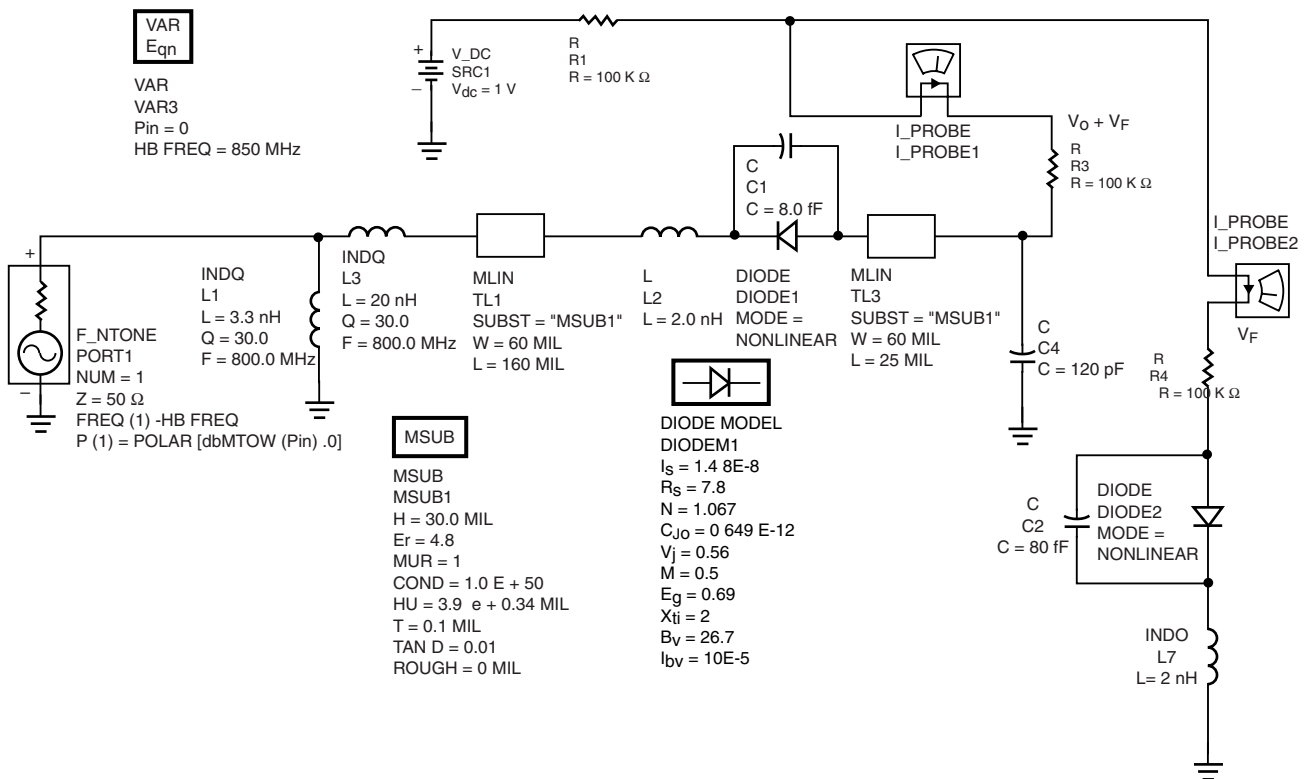 VAR
Eqn
VAR
VAR3
Pin = 0
HB FREQ = 850 MHz
+
−
V_DC
SRC1
Vdc = 1 V
R
R1
R = 100 K Ω
I_PROBE
I_PROBE1
VO + VF
R
R3
R = 100 K Ω
C
C1
C = 8.0 fF
I_PROBE
I_PROBE2
VF
+
−
F_NTONE
PORT1
NUM = 1
Z = 50 Ω
FREQ (1) -HB FREQ
P (1) = POLAR [dbMTOW (Pin) .0]
INDQ
L1
L = 3.3 nH
Q = 30.0
F = 800.0 MHz
INDQ
L3
L = 20 nH
Q = 30.0
F = 800.0 MHz
MLIN
TL1
SUBST = "MSUB1"
W = 60 MIL
L = 160 MIL
L
L2
L = 2.0 nH
DIODE
DIODE1
MODE =
NONLINEAR
MLIN
TL3
SUBST = "MSUB1"
W = 60 MIL
L = 25 MIL
C
C4
C = 120 pF
R
R4
R = 100 K Ω
MSUB
MSUB
MSUB1
H = 30.0 MIL
Er = 4.8
MUR = 1
COND = 1.0 E + 50
HU = 3.9 e + 0.34 MIL
T = 0.1 MIL
TAN D = 0.01
ROUGH = 0 MIL
DIODE MODEL
DIODEM1
IS = 1.4 8E-8
RS = 7.8
N = 1.067
CJO = 0 649 E-12
Vj = 0.56
M = 0.5
Eg = 0.69
Xti = 2
Bv = 26.7
Ibv = 10E-5
C
C2
C = 80 fF
DIODE
DIODE2
MODE =
NONLINEAR
INDO
L7
L= 2 nH